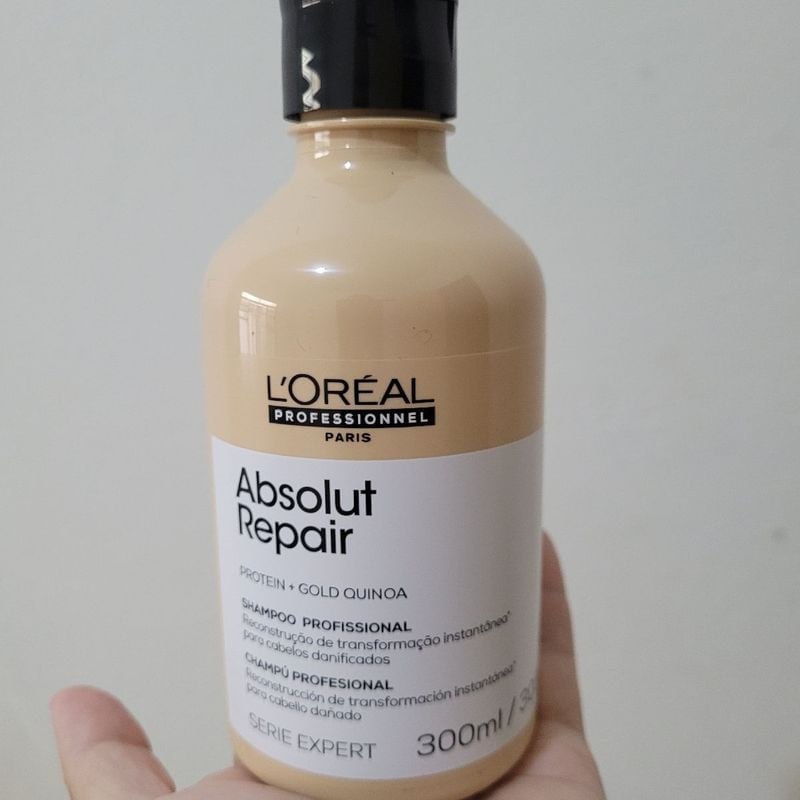 L'ORÉAL
PROFESSIONNEL
PARIS
Absolut
Repair
PROTEIN + GOLD QUINOA
SHAMPOO PROFISSIONAL
Reconstrução de transformação instantânea*
para cabelos danificados
CHAMPÚ PROFESIONAL
Reconstrucción de transformación instantánea*
para cabello dañado
SERIE EXPERT 300ml /